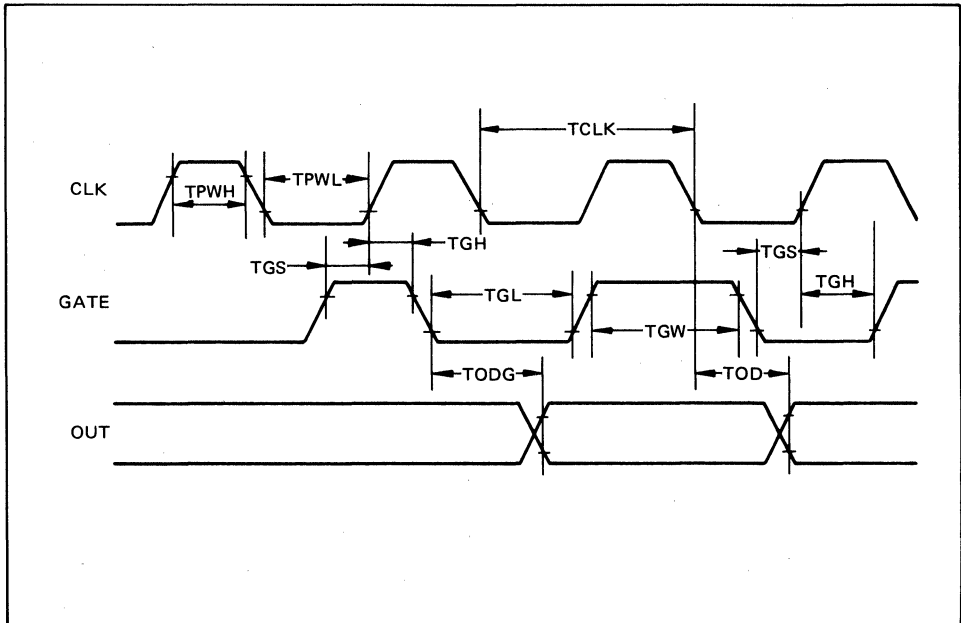 TCLK
CLK
TPWH
TPWL
TGH
TGS
TGS
TGH
GATE
TGL
TGW
TODG
TOD
OUT